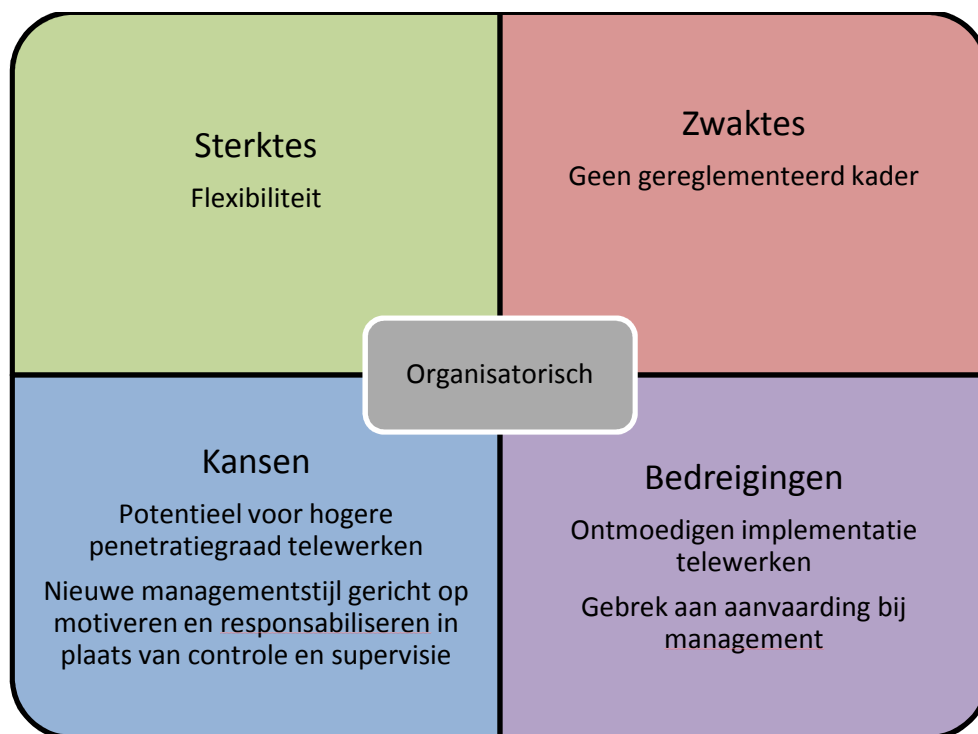 Sterktes
Flexibiliteit
Zwaktes
Geen gereglementeerd kader
Organisatorisch
Kansen
Potentieel voor hogere
penetratiegraad telewerken
Nieuwe managementstijl gericht op
motiveren en responsabiliseren in
plaats van controle en supervisie
Bedreigingen
Ontmoedigen implementatie
telewerken
Gebrek aan aanvaarding bij
management